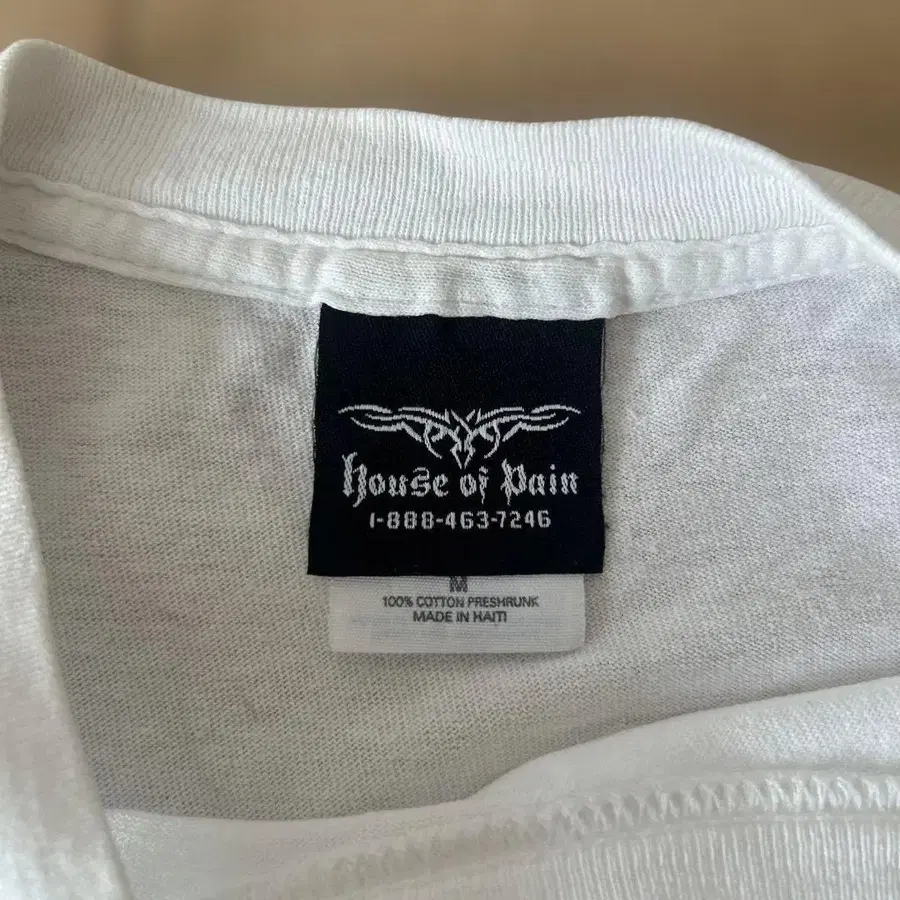 House of Pain
1-888-463-7246
M
100% COTTON PRESHRUNK
MADE IN HAITI